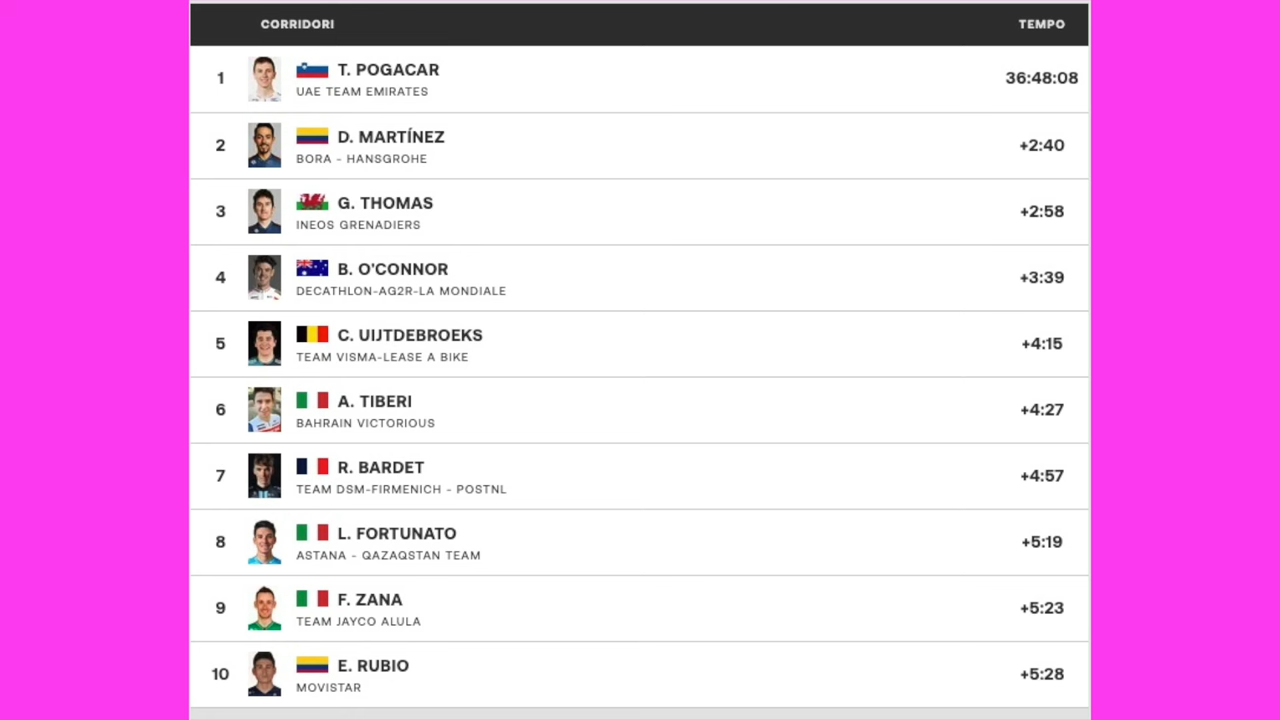 CORRIDORI TEMPO
1 T. POGACAR 36:48:08
UAE TEAM EMIRATES
2 D. MARTÍNEZ +2:40
BORA - HANSGROHE
3 G. THOMAS +2:58
INEOS GRENADIERS
4 B. O'CONNOR +3:39
DECATHLON-AG2R-LA MONDIALE
5 C. UIJTDEBROEKS +4:15
TEAM VISMA-LEASE A BIKE
6 A. TIBERI +4:27
BAHRAIN VICTORIOUS
7 R. BARDET +4:57
TEAM DSM-FIRMENICH - POSTNL
8 L. FORTUNATO +5:19
ASTANA - QAZAQSTAN TEAM
9 F. ZANA +5:23
TEAM JAYCO ALULA
10 E. RUBIO +5:28
MOVISTAR